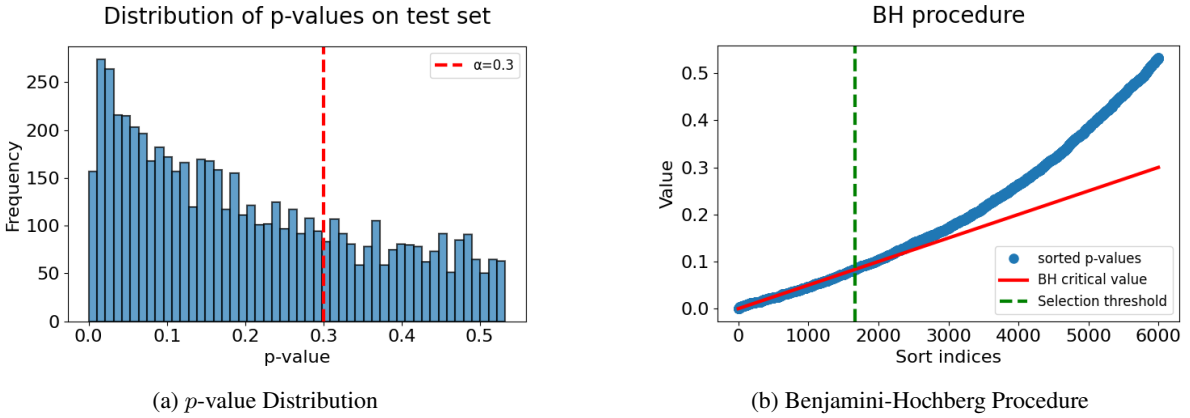 Distribution of p-values on test set
Frequency
250
200
150
100
50
0
α=0.3
0.0 0.1 0.2 0.3 0.4 0.5
p-value
(a) p-value Distribution
BH procedure
Value
0.5
0.4
0.3
0.2
0.1
0.0
sorted p-values
BH critical value
Selection threshold
0 1000 2000 3000 4000 5000 6000
Sort indices
(b) Benjamini-Hochberg Procedure